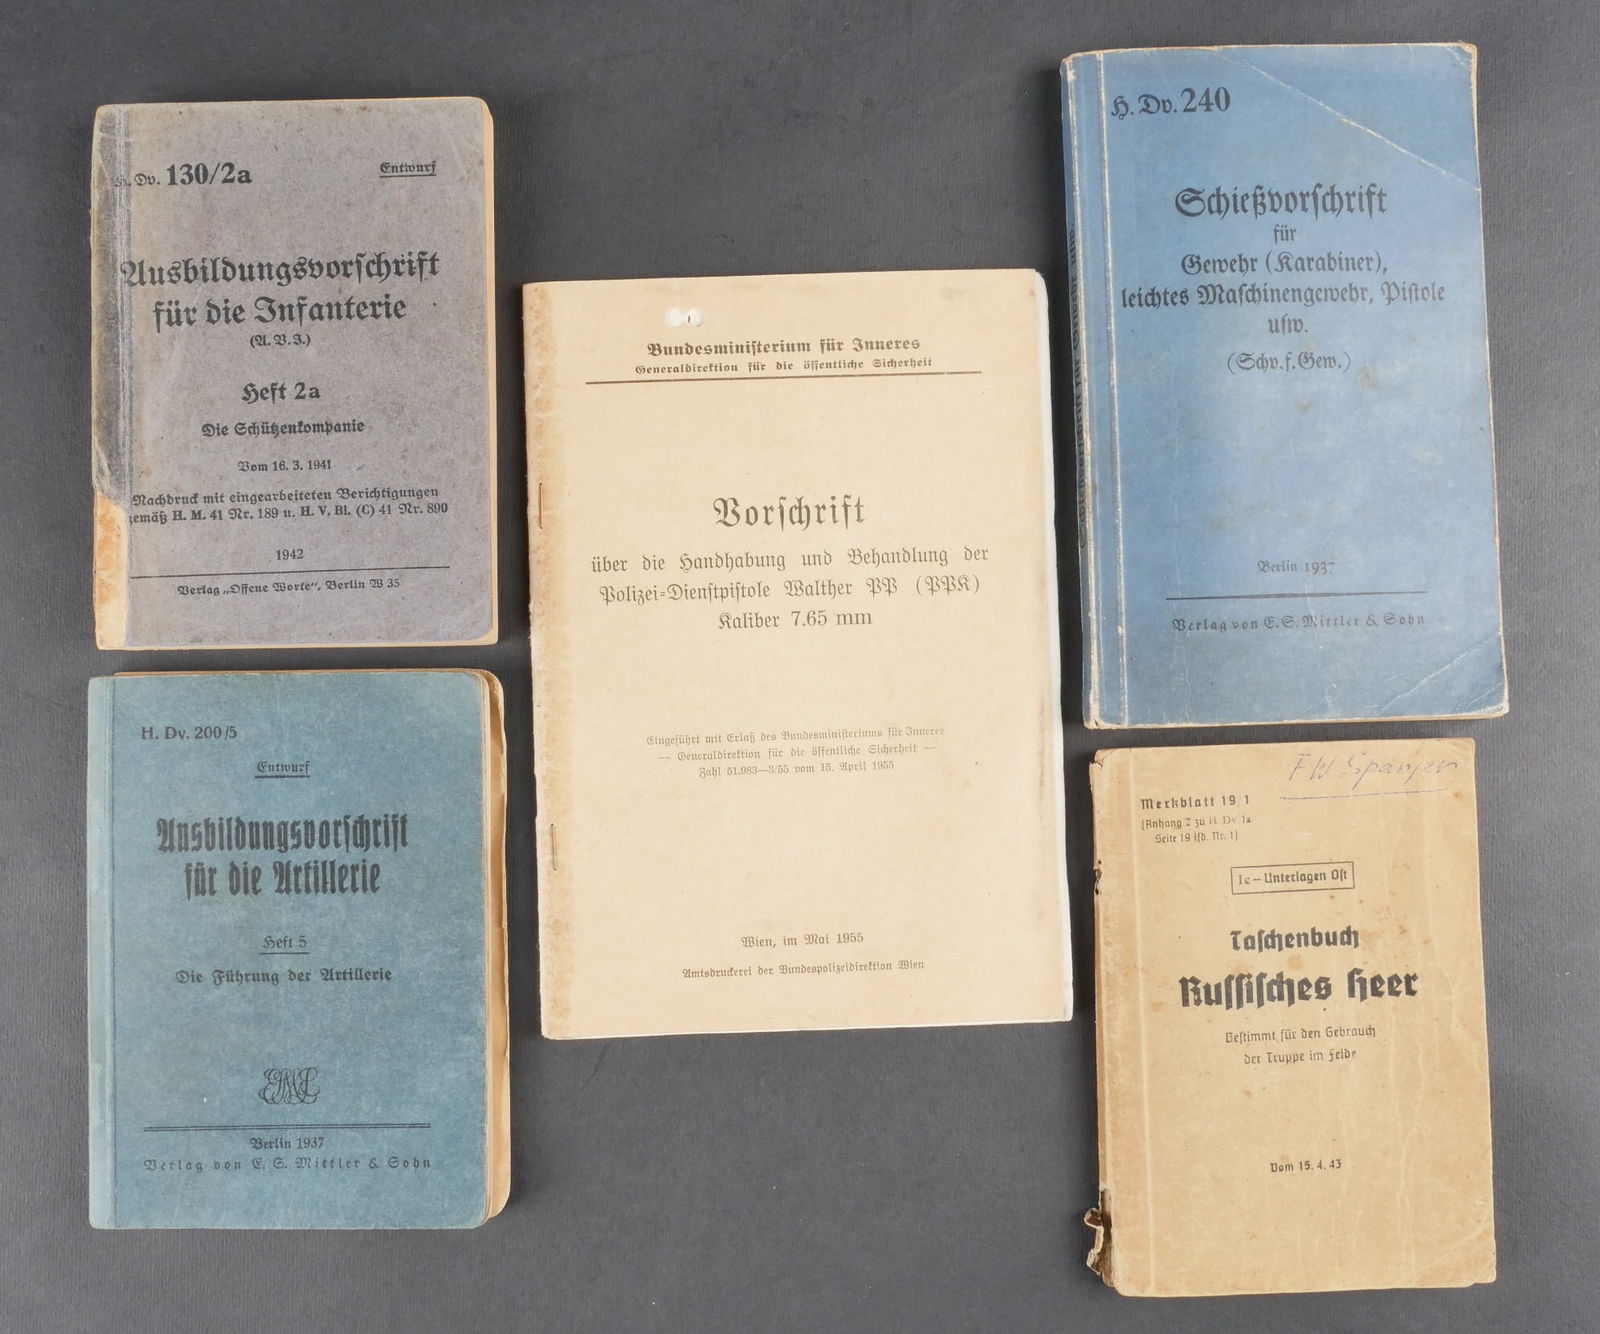 H. Dv. 130/2a
Entwurf
Ausbildungsvorschrift
für die Infanterie
(A. V. I.)
Heft 2a
Die Schützenkompanie
Vom 16. 3. 1941
Nachdruck mit eingearbeiteten Berichtigungen
gemäß H. M. 41 Nr. 189 u. H. V. Bl. (C) 41 Nr. 890
1942
Verlag „Offene Worte“, Berlin W 35
H. Dv. 200/5
Entwurf
Ausbildungsvorschrift
für die Artillerie
Heft 5
Die Führung der Artillerie
Berlin 1937
Verlag von E. S. Mittler & Sohn
Bundesministerium für Inneres
Generaldirektion für die öffentliche Sicherheit
Vorschrift
über die Handhabung und Behandlung der
Polizei-Dienstpistole Walther PP (PPK)
Kaliber 7.65 mm
Eingeführt mit Erlaß des Bundesministeriums für Inneres
— Generaldirektion für die öffentliche Sicherheit —
Zahl 51.983—3/55 vom 15. April 1955
Wien, im Mai 1955
Amtsdruckerei der Bundespolizeidirektion Wien
H. Dv. 240
Schießvorschrift
für
Gewehr (Karabiner),
leichtes Maschinengewehr, Pistole
usw.
(Schv. f. Gew.)
Berlin 1937
Verlag von E. S. Mittler & Sohn
Merkblatt 19/1
(Anhang 2 zu H. Dv 1a
Seite 19 lfd. Nr. 1)
Ic – Unterlagen Ost
Taschenbuch
Russisches Heer
Bestimmt für den Gebrauch
der Truppe im Felde
Vom 15. 4. 43